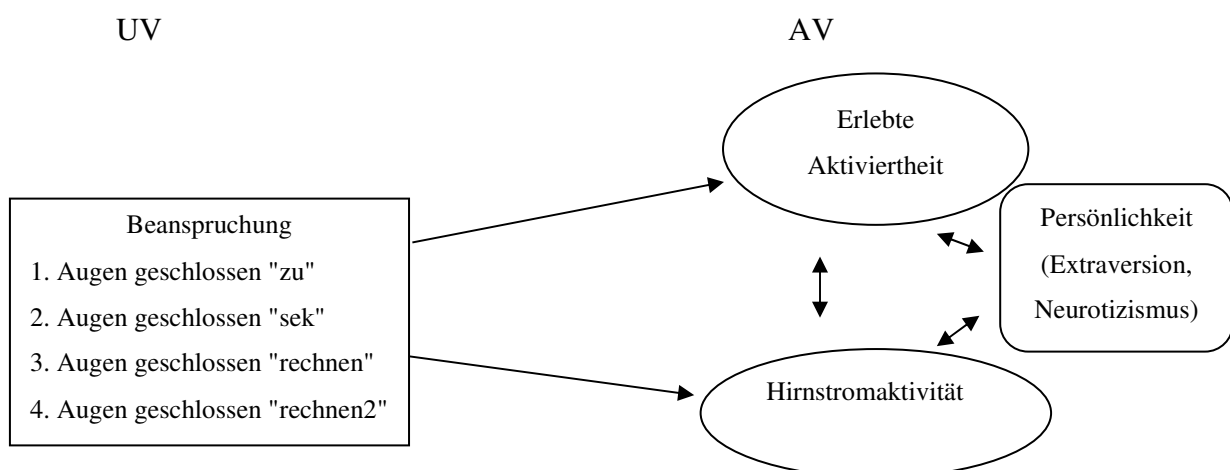 UV
AV
Erlebte
Aktiviertheit
Beanspruchung
1. Augen geschlossen "zu"
2. Augen geschlossen "sek"
3. Augen geschlossen "rechnen"
4. Augen geschlossen "rechnen2"
Persönlichkeit
(Extraversion,
Neurotizismus)
Hirnstromaktivität